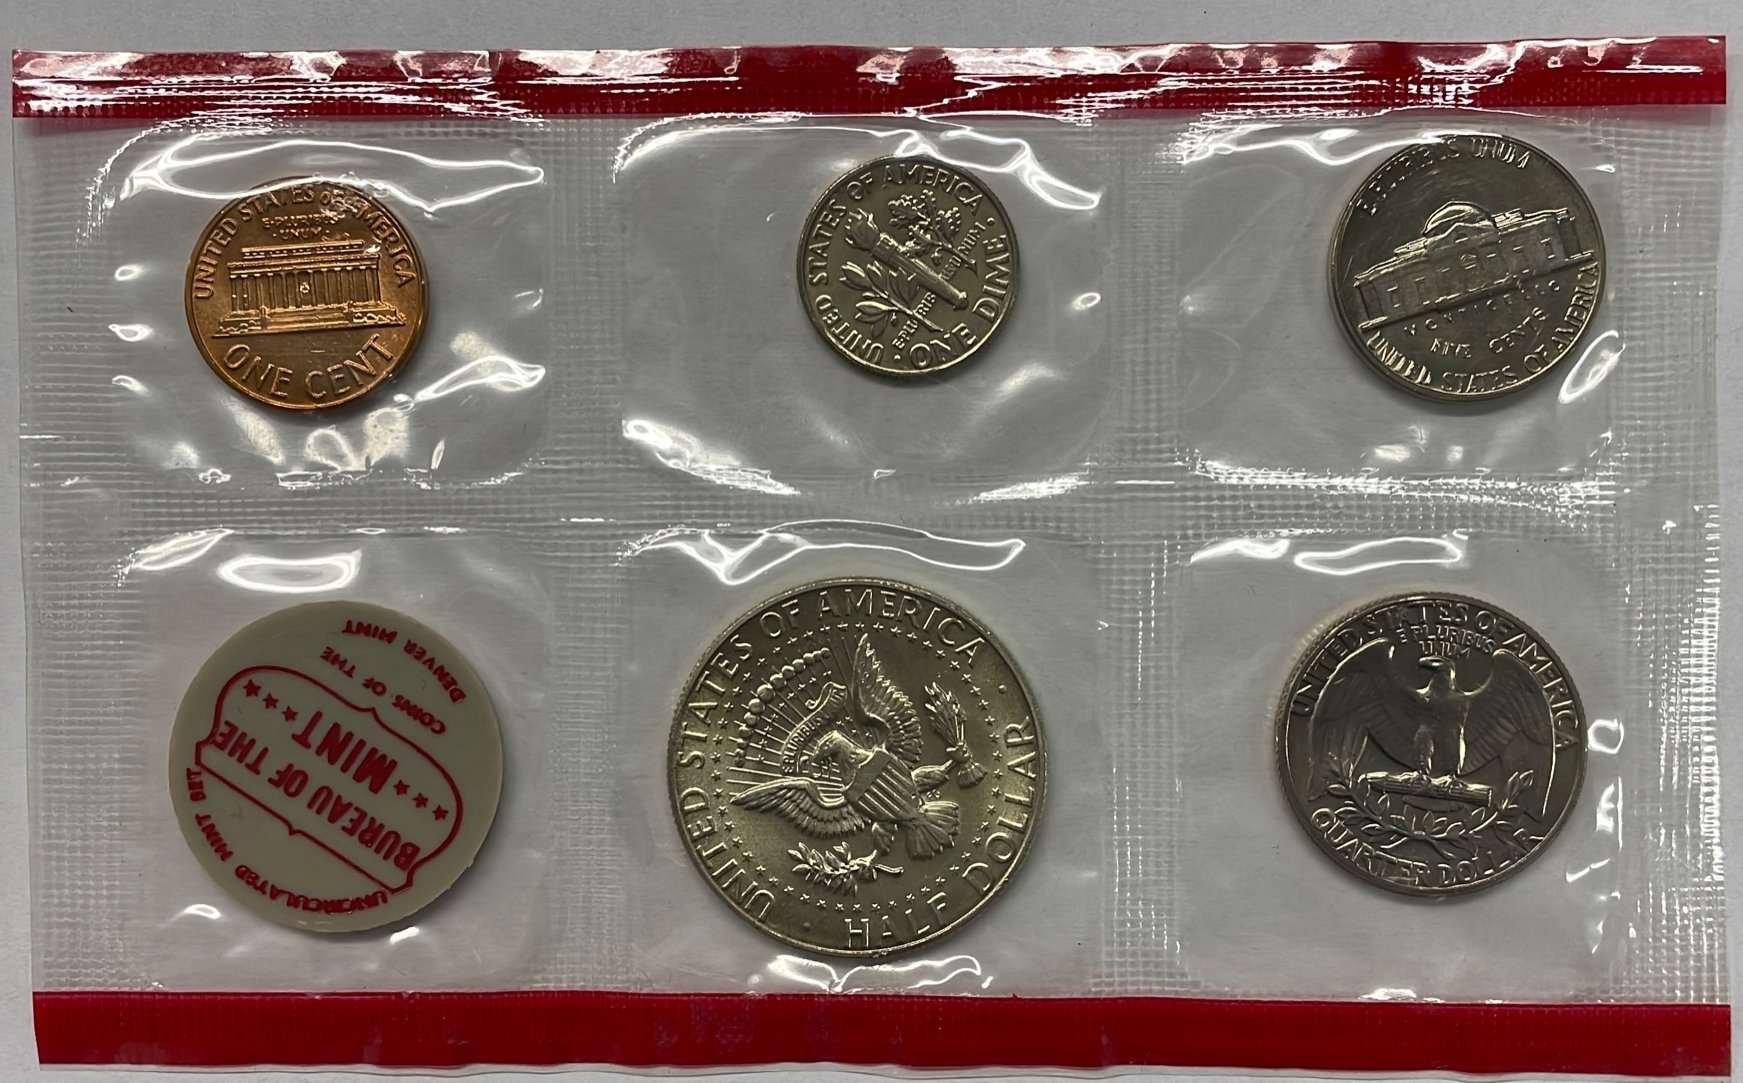 UNITED STATES OF AMERICA
E·PLURIBUS
UNUM
ONE CENT
UNITED STATES OF AMERICA
E·PLURIBUS UNUM
· ONE DIME ·
E PLURIBUS UNUM
MONTICELLO
FIVE CENTS
UNITED STATES OF AMERICA
UNCIRCULATED MINT SET
BUREAU OF THE
MINT
COINS OF THE
DENVER MINT
UNITED STATES OF AMERICA
E PLURIBUS
· HALF DOLLAR ·
UNITED STATES OF AMERICA
E PLURIBUS
UNUM
QUARTER DOLLAR